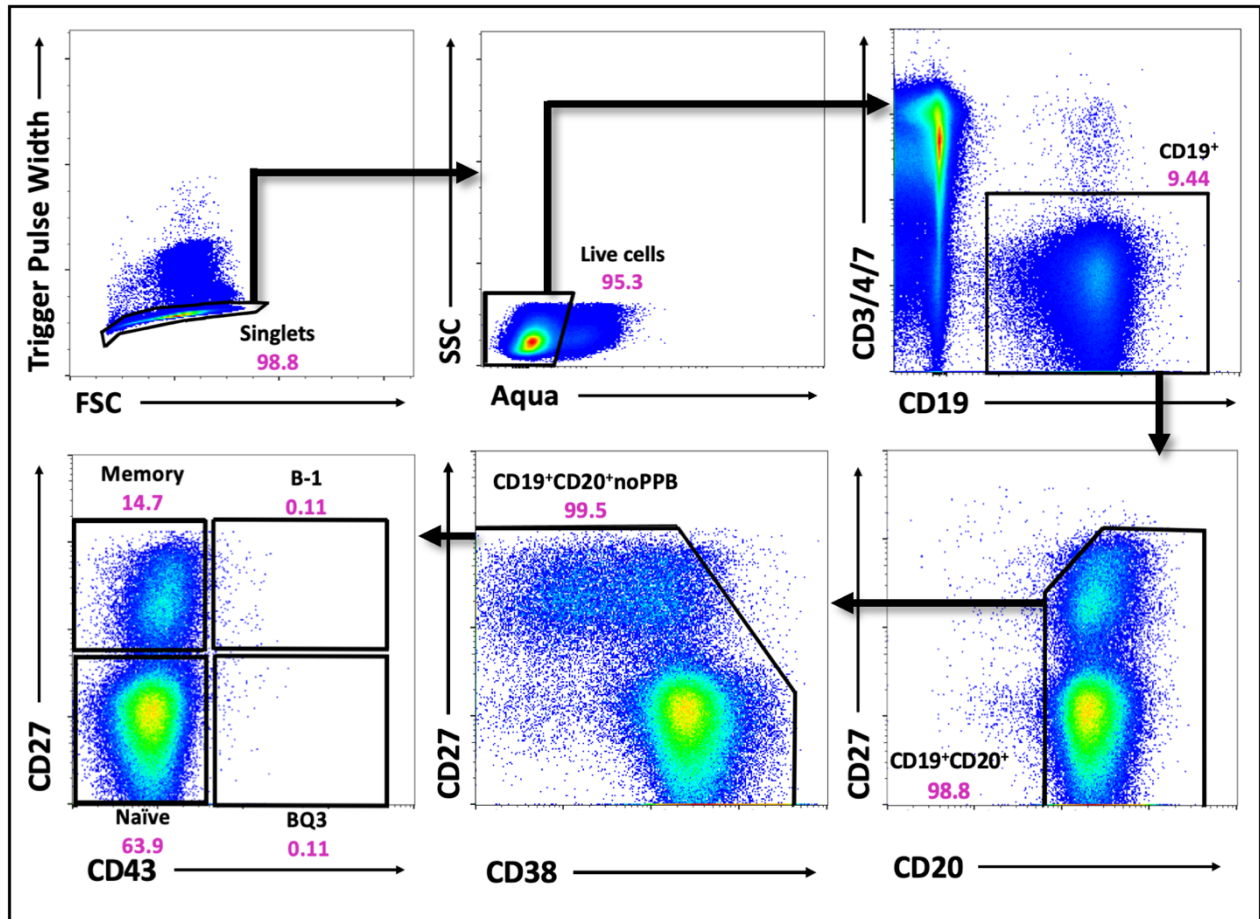 Trigger Pulse Width
Singlets
98.8
FSC
SSC
Live cells
95.3
Aqua
CD3/4/7
CD19⁺
9.44
CD19
CD27
Memory
14.7
B-1
0.11
Naïve
63.9
BQ3
0.11
CD43
CD27
CD19⁺CD20⁺noPPB
99.5
CD38
CD27
CD19⁺CD20⁺
98.8
CD20